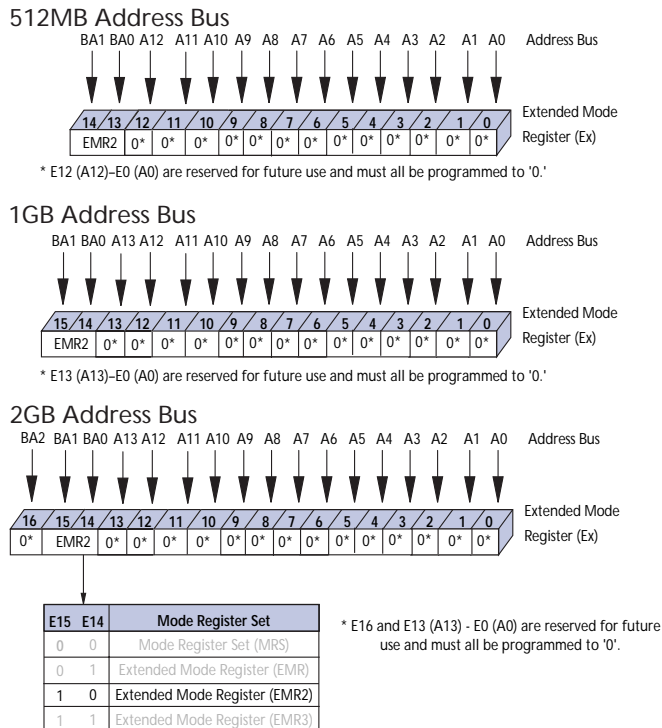 512MB Address Bus
BA1 BA0 A12 A11 A10 A9 A8 A7 A6 A5 A4 A3 A2 A1 A0 Address Bus
14 13 12 11 10 9 8 7 6 5 4 3 2 1 0 Extended Mode
EMR2 0* 0* 0* 0* 0* 0* 0* 0* 0* 0* 0* 0* 0* Register (Ex)
* E12 (A12)–E0 (A0) are reserved for future use and must all be programmed to '0.'
1GB Address Bus
BA1 BA0 A13 A12 A11 A10 A9 A8 A7 A6 A5 A4 A3 A2 A1 A0 Address Bus
15 14 13 12 11 10 9 8 7 6 5 4 3 2 1 0 Extended Mode
EMR2 0* 0* 0* 0* 0* 0* 0* 0* 0* 0* 0* 0* 0* 0* Register (Ex)
* E13 (A13)–E0 (A0) are reserved for future use and must all be programmed to '0.'
2GB Address Bus
BA2 BA1 BA0 A13 A12 A11 A10 A9 A8 A7 A6 A5 A4 A3 A2 A1 A0 Address Bus
16 15 14 13 12 11 10 9 8 7 6 5 4 3 2 1 0 Extended Mode
0* EMR2 0* 0* 0* 0* 0* 0* 0* 0* 0* 0* 0* 0* 0* 0* Register (Ex)
E15 E14 Mode Register Set
0 0 Mode Register Set (MRS)
0 1 Extended Mode Register (EMR)
1 0 Extended Mode Register (EMR2)
1 1 Extended Mode Register (EMR3)
* E16 and E13 (A13) - E0 (A0) are reserved for future
use and must all be programmed to '0'.